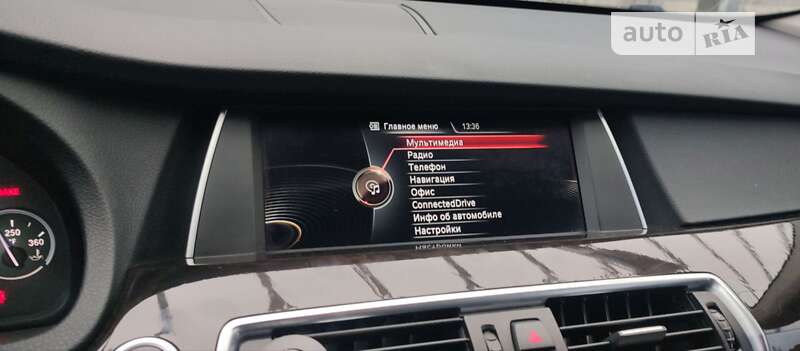 auto RIA
Главное меню 13:36
Мультимедиа
Радио
Телефон
Навигация
Офис
ConnectedDrive
Инфо об автомобиле
Настройки
250
°F 360